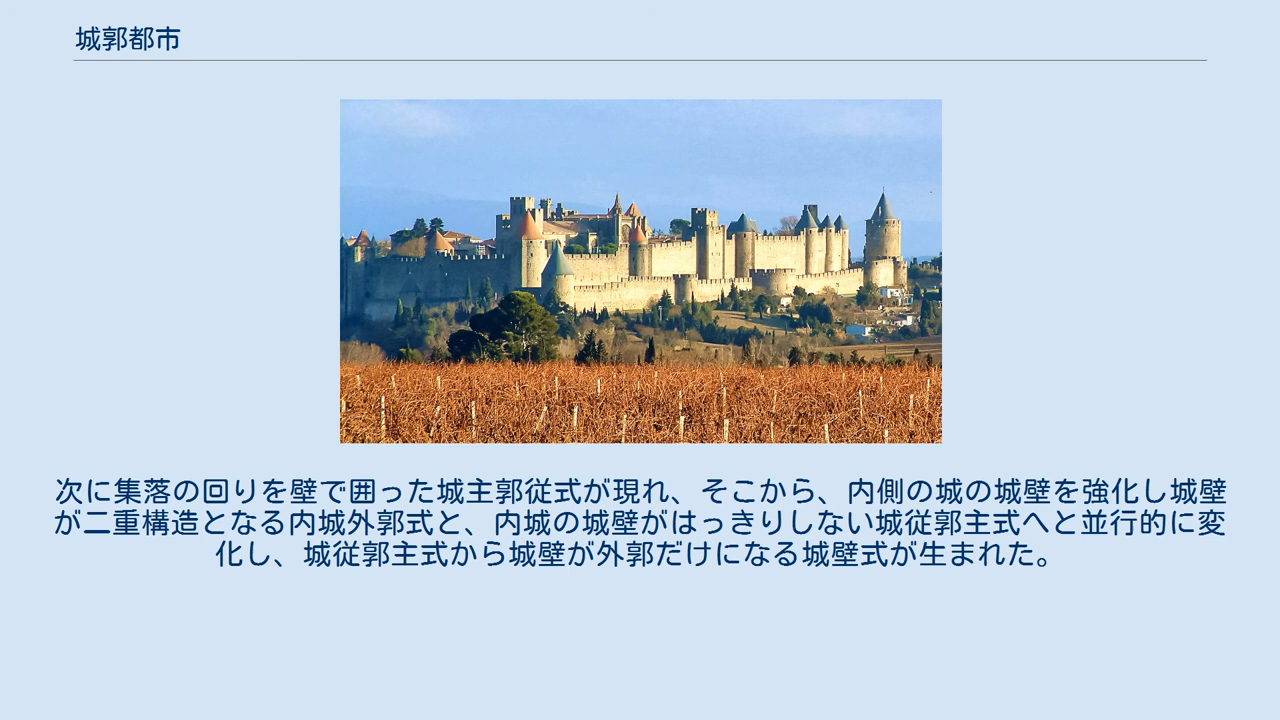 城郭都市
次に集落の回りを壁で囲った城主郭従式が現れ、そこから、内側の城の城壁を強化し城壁
が二重構造となる内城外郭式と、内城の城壁がはっきりしない城従郭主式へと並行的に変
化し、城従郭主式から城壁が外郭だけになる城壁式が生まれた。